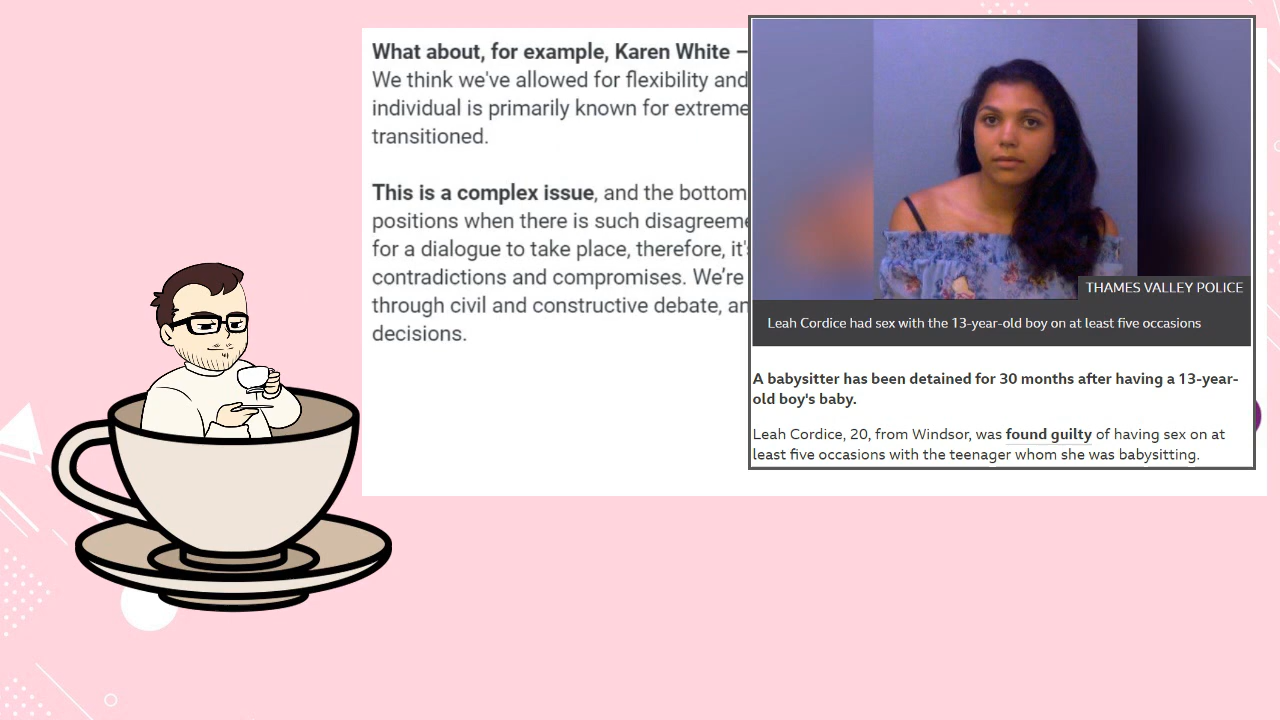 What about, for example, Karen White –
We think we've allowed for flexibility and
individual is primarily known for extreme
transitioned.
This is a complex issue, and the bottom
positions when there is such disagreeme
for a dialogue to take place, therefore, it's
contradictions and compromises. We're
through civil and constructive debate, an
decisions.
THAMES VALLEY POLICE
Leah Cordice had sex with the 13-year-old boy on at least five occasions
A babysitter has been detained for 30 months after having a 13-year-
old boy's baby.
Leah Cordice, 20, from Windsor, was found guilty of having sex on at
least five occasions with the teenager whom she was babysitting.